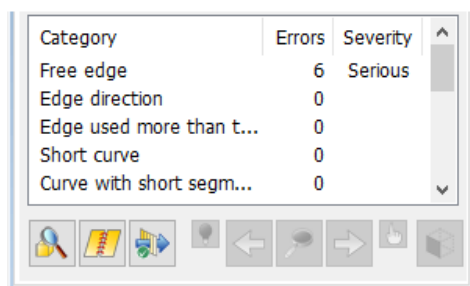 Category Errors Severity
Free edge 6 Serious
Edge direction 0
Edge used more than t... 0
Short curve 0
Curve with short segm... 0